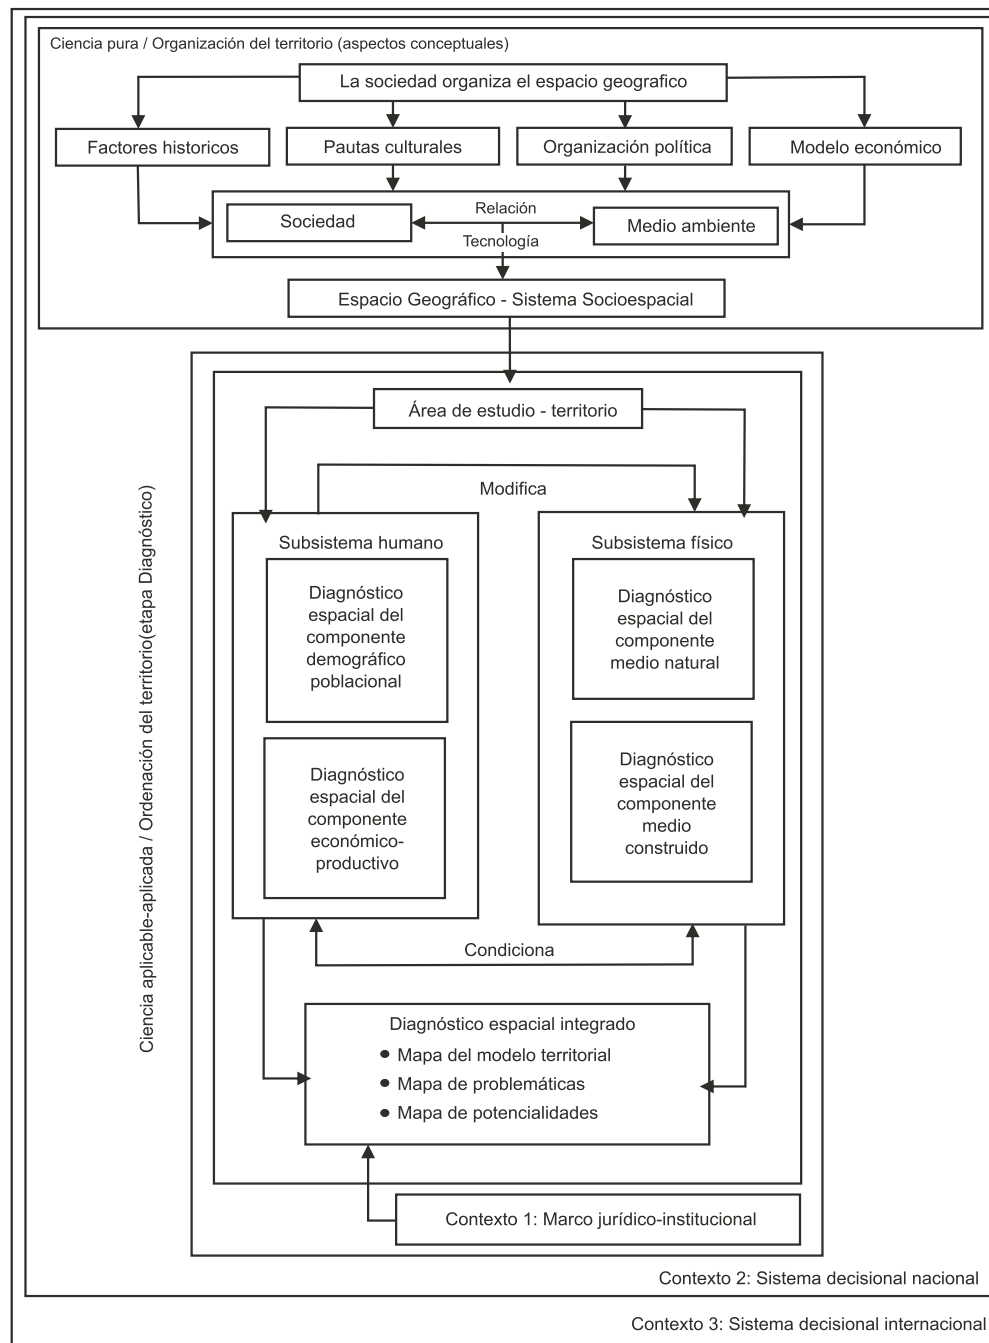 Ciencia pura / Organización del territorio (aspectos conceptuales)
La sociedad organiza el espacio geografico
Factores historicos
Pautas culturales
Organización política
Modelo económico
Relación
Sociedad
Medio ambiente
Tecnología
Espacio Geográfico - Sistema Socioespacial
Área de estudio - territorio
Modifica
Subsistema humano
Diagnóstico
espacial del
componente
demográfico
poblacional
Diagnóstico
espacial del
componente
económico-
productivo
Subsistema físico
Diagnóstico
espacial del
componente
medio natural
Diagnóstico
espacial del
componente
medio
construido
Condiciona
Ciencia aplicable-aplicada / Ordenación del territorio(etapa Diagnóstico)
Diagnóstico espacial integrado
● Mapa del modelo territorial
● Mapa de problemáticas
● Mapa de potencialidades
Contexto 1: Marco jurídico-institucional
Contexto 2: Sistema decisional nacional
Contexto 3: Sistema decisional internacional